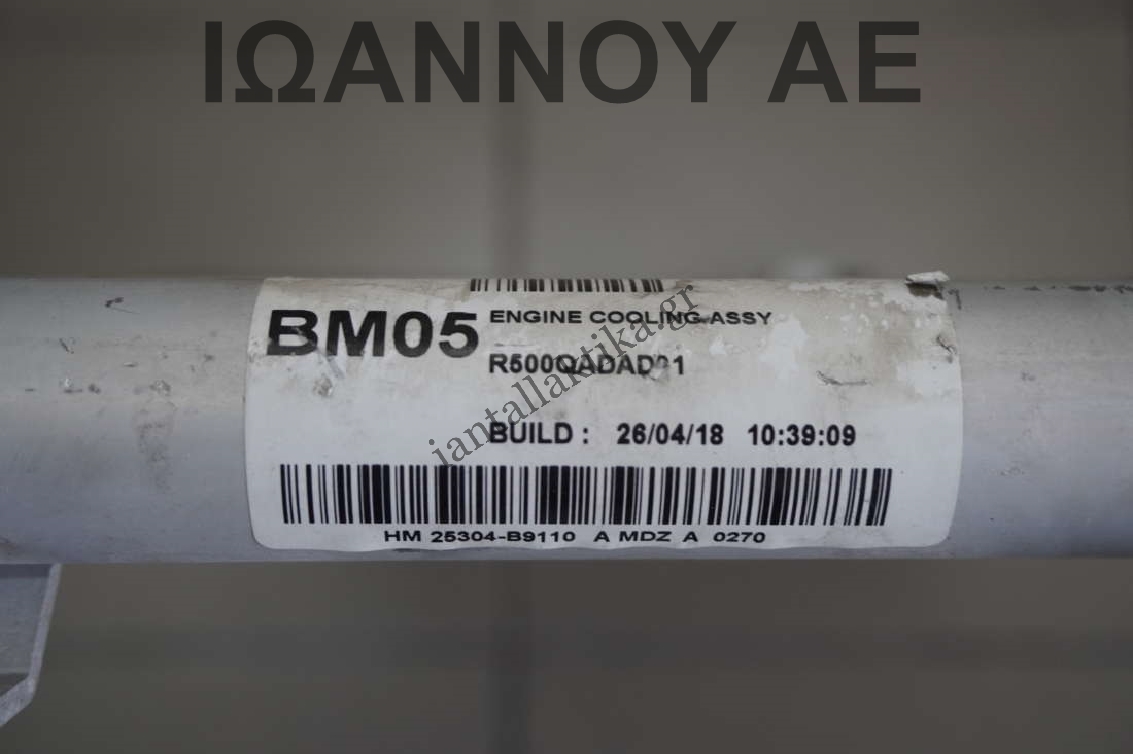 ΙΩΑΝΝΟΥ ΑΕ
BM05
ENGINE COOLING ASSY
BUILD : 26/04/18 10:39:09
HM 25304-B9110 A MDZ A 0270
iantallaktika.gr